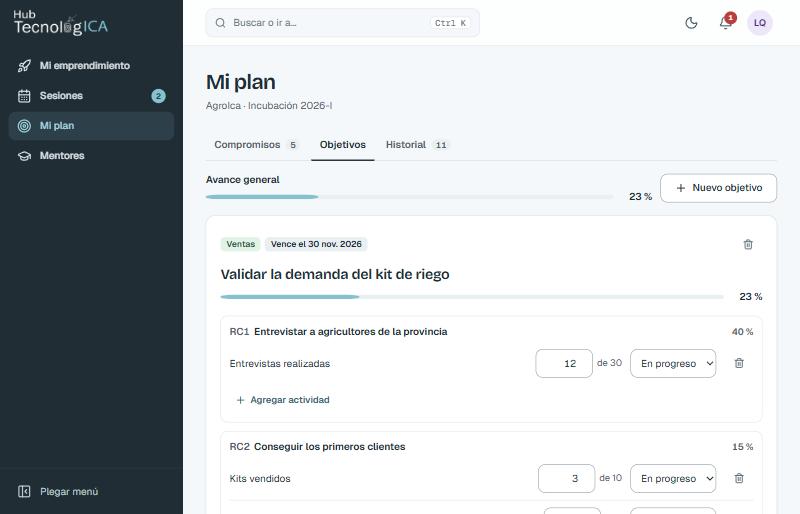 Hub
TecnológICA
Buscar o ir a...
Ctrl K
1
LQ
Mi emprendimiento
Sesiones 2
Mi plan
Mentores
Plegar menú
Mi plan
AgroIca · Incubación 2026-I
Compromisos 5 Objetivos Historial 11
Avance general
23 %
Nuevo objetivo
Ventas Vence el 30 nov. 2026
Validar la demanda del kit de riego
23 %
RC1 Entrevistar a agricultores de la provincia 40 %
Entrevistas realizadas 12 de 30 En progreso
Agregar actividad
RC2 Conseguir los primeros clientes 15 %
Kits vendidos 3 de 10 En progreso